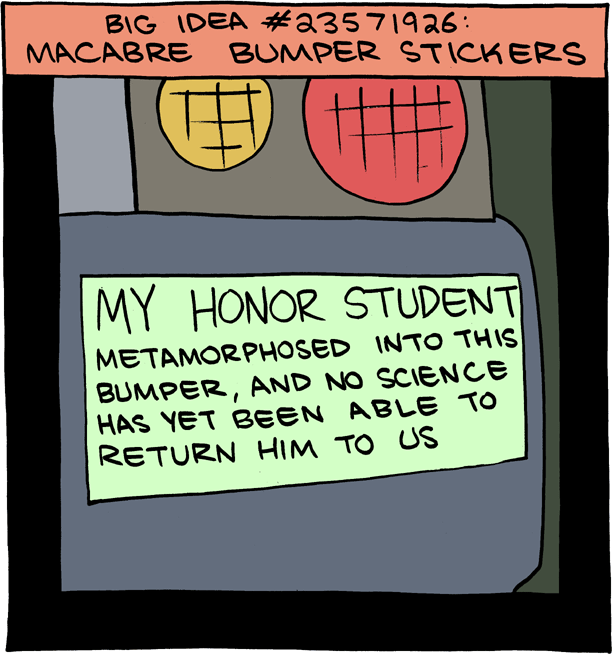 BIG IDEA #23571926:
MACABRE BUMPER STICKERS
MY HONOR STUDENT
METAMORPHOSED INTO THIS
BUMPER, AND NO SCIENCE
HAS YET BEEN ABLE TO
RETURN HIM TO US